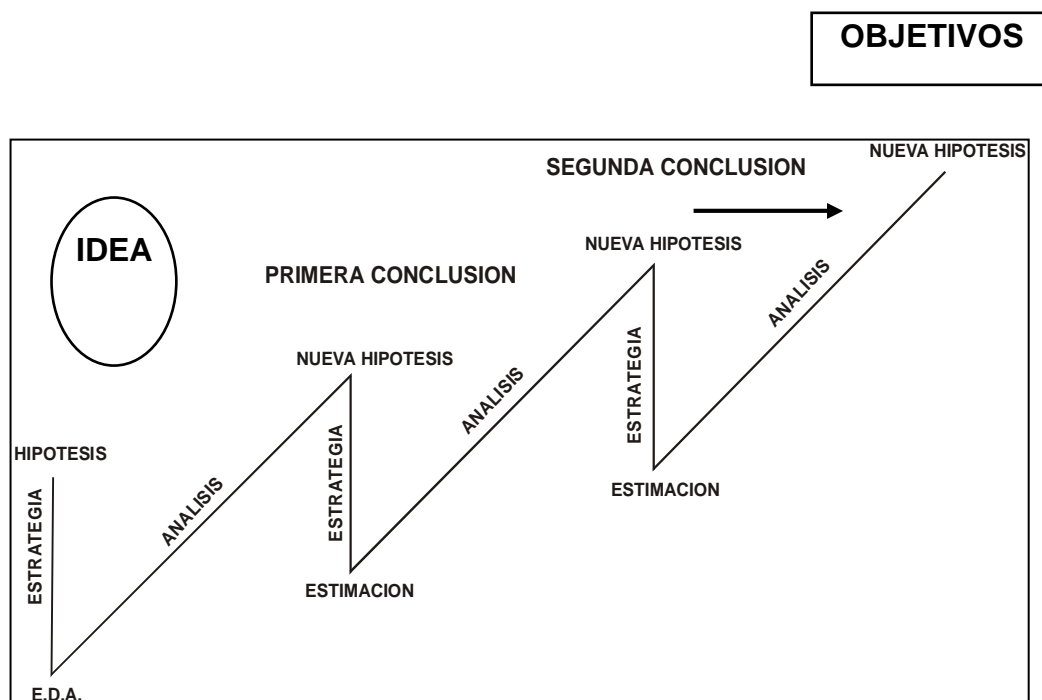 OBJETIVOS
NUEVA HIPOTESIS
SEGUNDA CONCLUSION
IDEA
NUEVA HIPOTESIS
PRIMERA CONCLUSION
ANALISIS
NUEVA HIPOTESIS
ESTRATEGIA
ANALISIS
HIPOTESIS
ESTRATEGIA
ESTIMACION
ANALISIS
ESTRATEGIA
ESTIMACION
E.D.A.